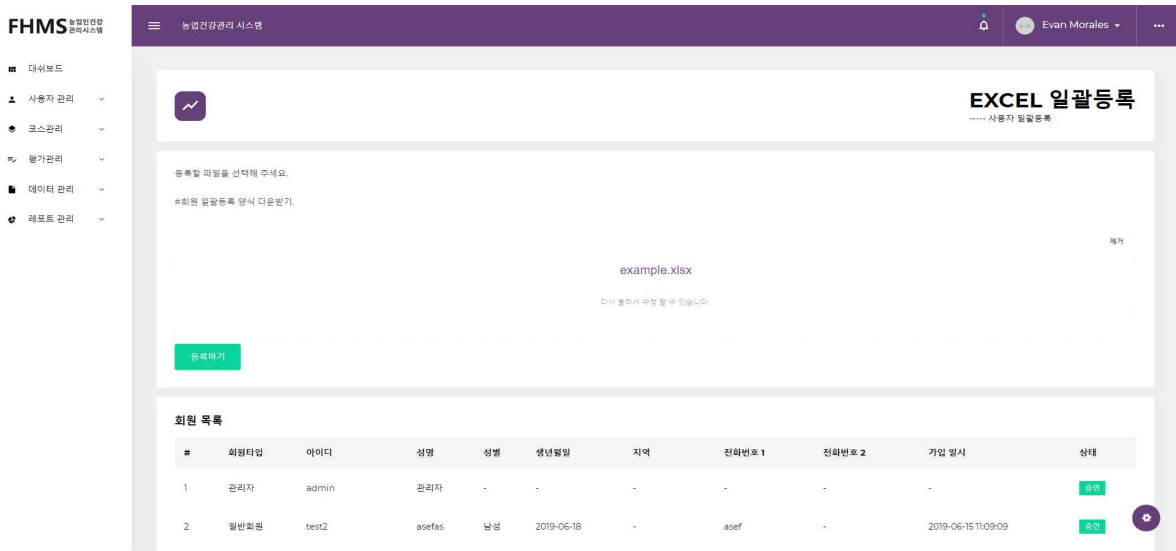 FHMS 농업인건강
관리시스템
농업건강관리 시스템
Evan Morales
대쉬보드
사용자 관리
코스관리
평가관리
데이터 관리
레포트 관리
EXCEL 일괄등록
----- 사용자 일괄등록
등록할 파일을 선택해 주세요.
#회원 일괄등록 양식 다운받기.
제거
example.xlsx
다시 올려서 수정 할 수 있습니다.
등록하기
회원 목록
# 회원타입 아이디 성명 성별 생년월일 지역 전화번호 1 전화번호 2 가입 일시 상태
1 관리자 admin 관리자 - - - - - - 승인
2 일반회원 test2 asefas 남성 2019-06-18 - asef - 2019-06-15 11:09:09 승인